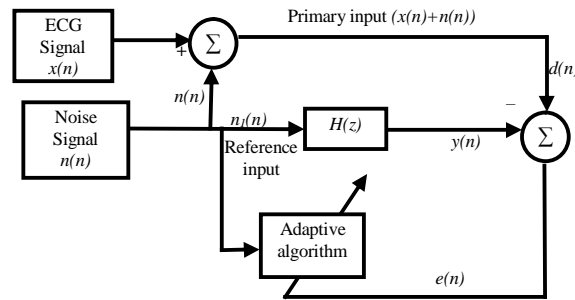 ECG
Signal
x(n)
+
Σ
Primary input (x(n)+n(n))
d(n)
Noise
Signal
n(n)
n(n)
n1(n)
Reference
input
H(z)
y(n)
−
Σ
Adaptive
algorithm
e(n)